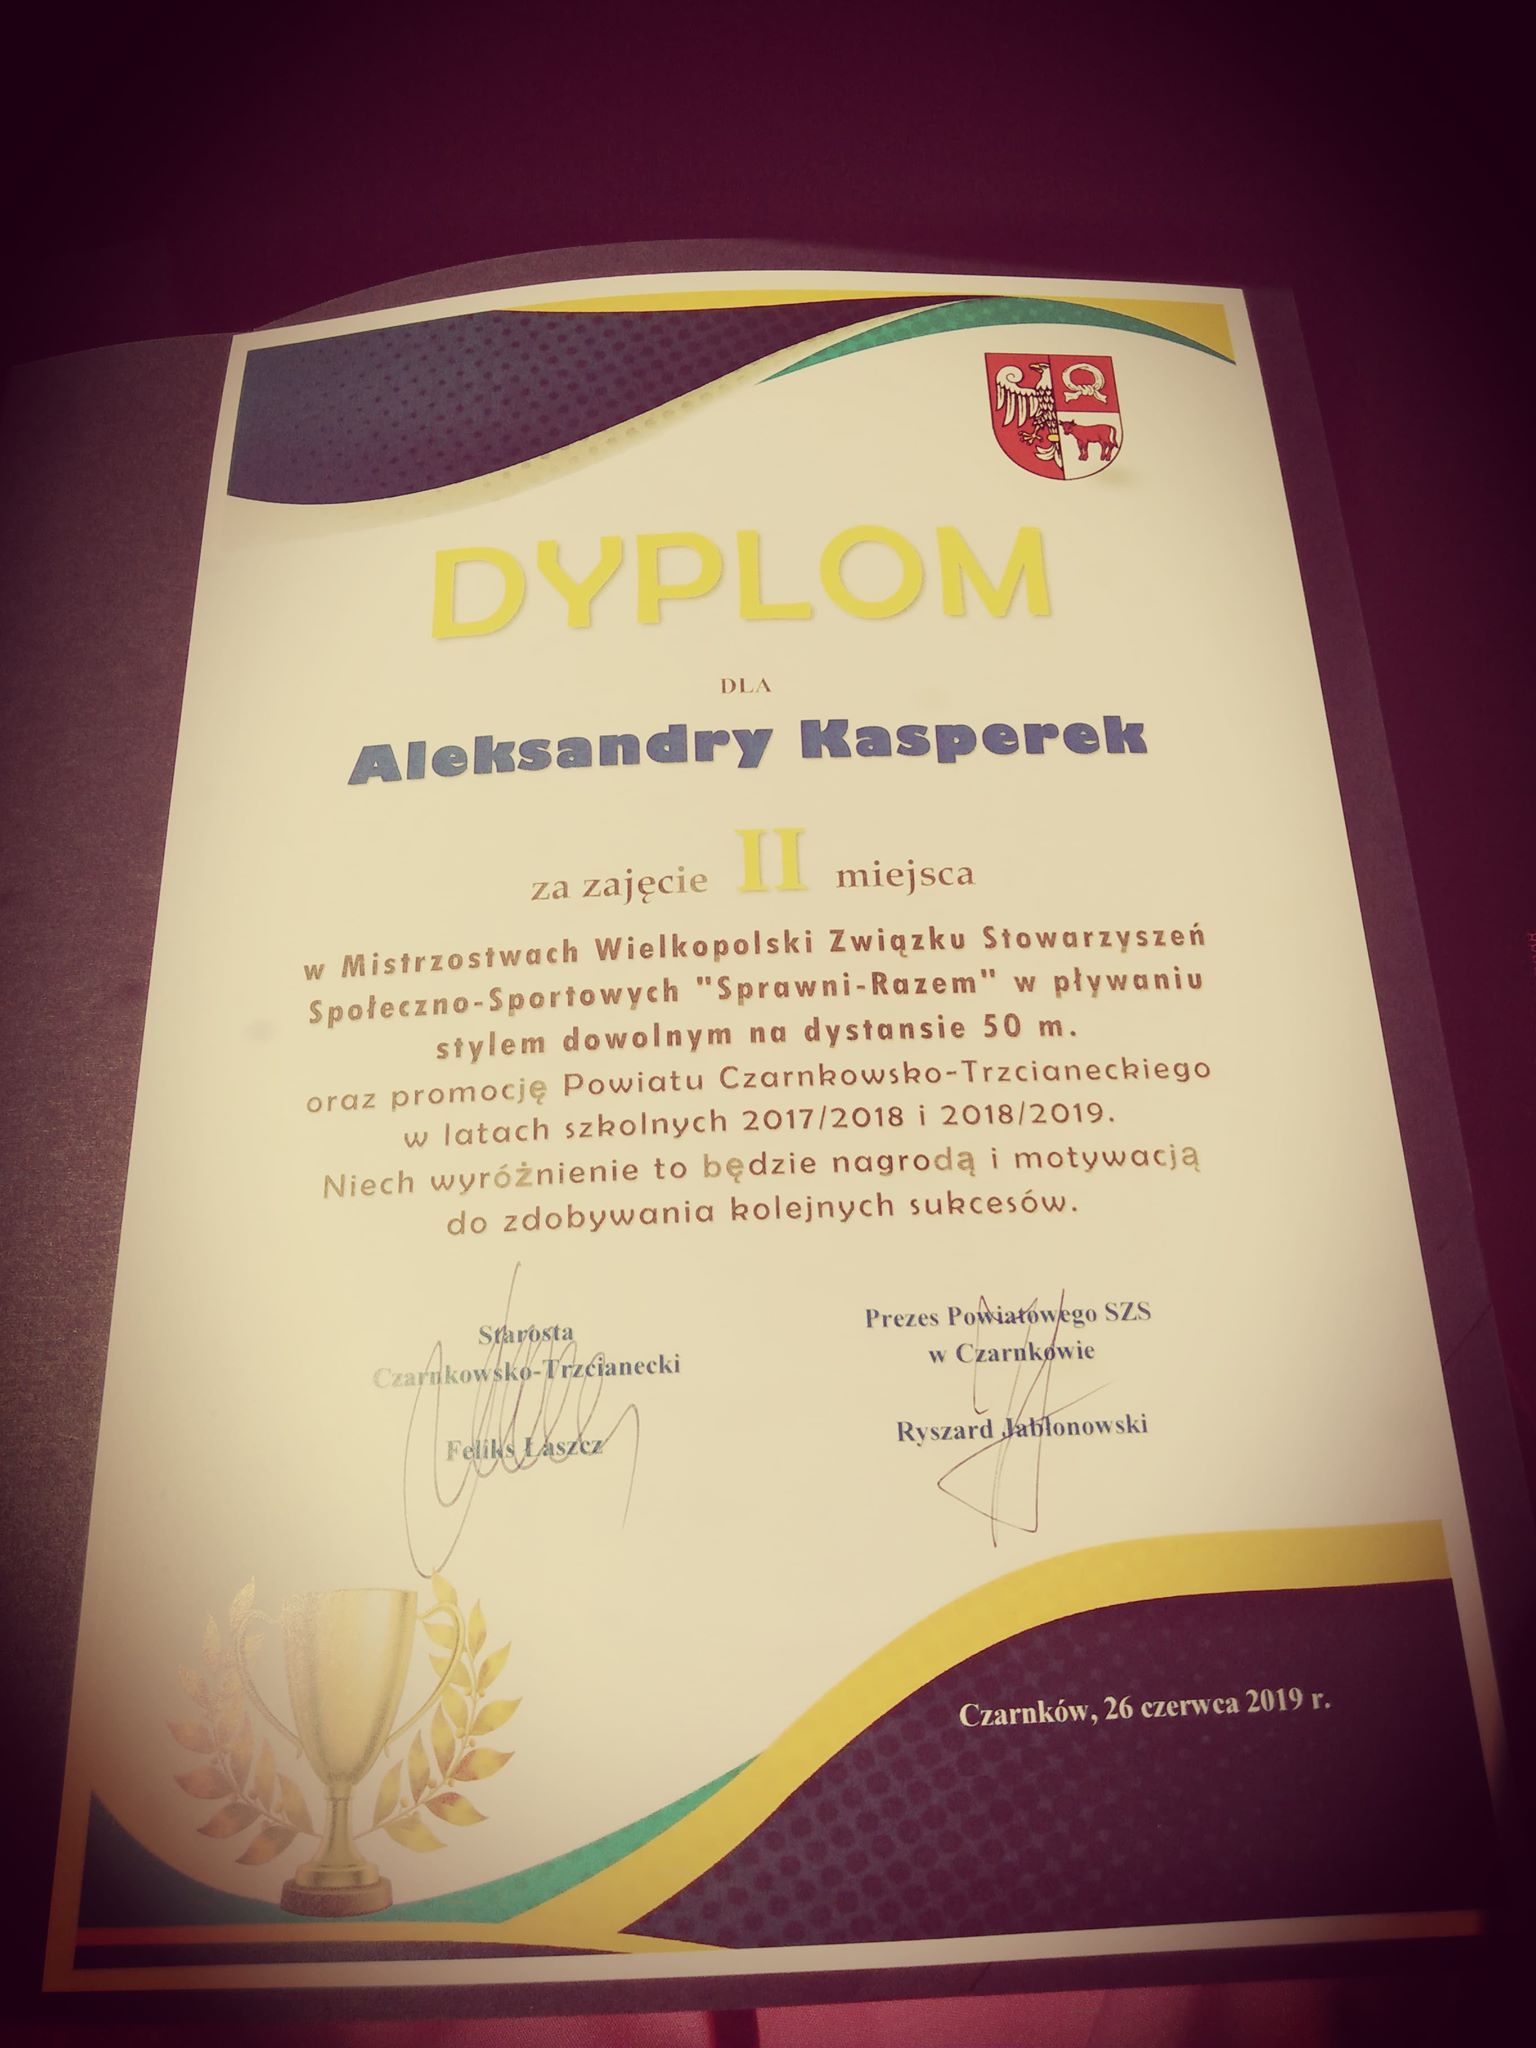 DYPLOM
DLA
Aleksandry Kasperek
za zajęcie II miejsca
w Mistrzostwach Wielkopolski Związku Stowarzyszeń
Społeczno-Sportowych "Sprawni-Razem" w pływaniu
stylem dowolnym na dystansie 50 m.
oraz promocję Powiatu Czarnkowsko-Trzcianeckiego
w latach szkolnych 2017/2018 i 2018/2019.
Niech wyróżnienie to będzie nagrodą i motywacją
do zdobywania kolejnych sukcesów.
Starosta
Czarnkowsko-Trzcianecki
Feliks Łaszcz
Prezes Powiatowego SZS
w Czarnkowie
Ryszard Jabłonowski
Czarnków, 26 czerwca 2019 r.